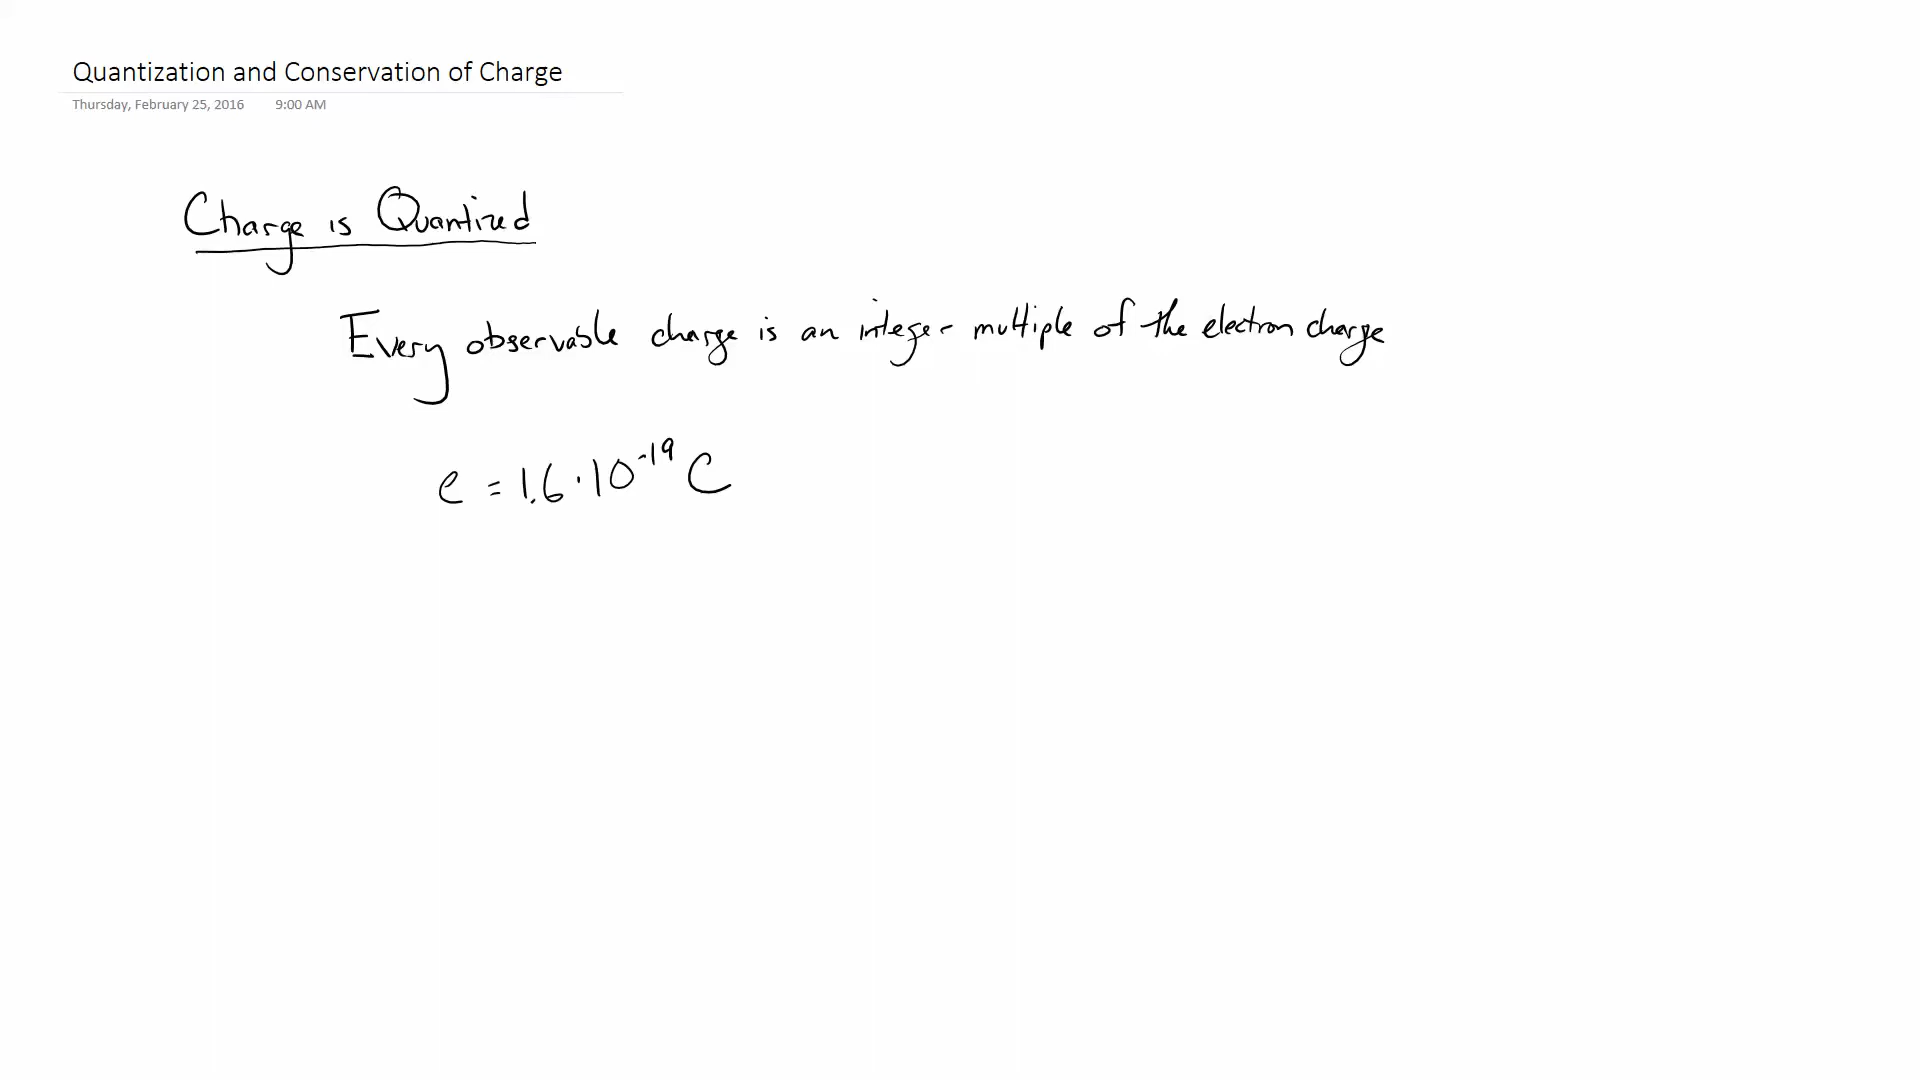 Quantization and Conservation of Charge
Thursday, February 25, 2016 9:00 AM
Charge is Quantized
Every observable charge is an integer multiple of the electron charge
e = 1.6 · 10⁻¹⁹ C